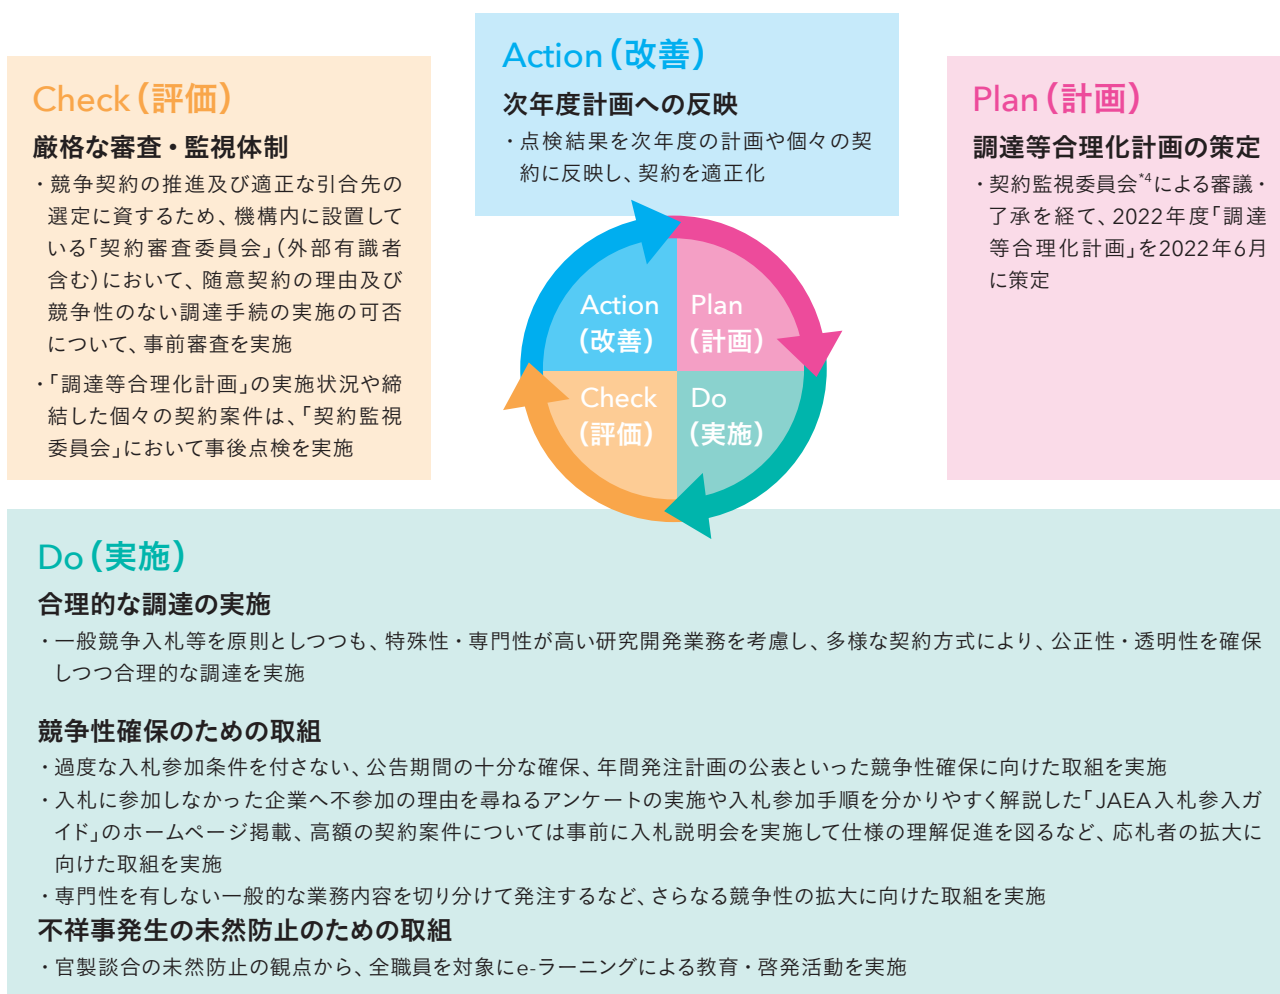 Action（改善）
次年度計画への反映
・点検結果を次年度の計画や個々の契
約に反映し、契約を適正化
Check（評価）
厳格な審査・監視体制
・競争契約の推進及び適正な引合先の
選定に資するため、機構内に設置して
いる「契約審査委員会」（外部有識者
含む）において、随意契約の理由及び
競争性のない調達手続の実施の可否
について、事前審査を実施
・「調達等合理化計画」の実施状況や締
結した個々の契約案件は、「契約監視
委員会」において事後点検を実施
Plan（計画）
調達等合理化計画の策定
・契約監視委員会*4による審議・
了承を経て、2022年度「調達
等合理化計画」を2022年6月
に策定
Action
（改善）
Plan
（計画）
Check
（評価）
Do
（実施）
Do（実施）
合理的な調達の実施
・一般競争入札等を原則としつつも、特殊性・専門性が高い研究開発業務を考慮し、多様な契約方式により、公正性・透明性を確保
しつつ合理的な調達を実施
競争性確保のための取組
・過度な入札参加条件を付さない、公告期間の十分な確保、年間発注計画の公表といった競争性確保に向けた取組を実施
・入札に参加しなかった企業へ不参加の理由を尋ねるアンケートの実施や入札参加手順を分かりやすく解説した「JAEA入札参入ガ
イド」のホームページ掲載、高額の契約案件については事前に入札説明会を実施して仕様の理解促進を図るなど、応札者の拡大に
向けた取組を実施
・専門性を有しない一般的な業務内容を切り分けて発注するなど、さらなる競争性の拡大に向けた取組を実施
不祥事発生の未然防止のための取組
・官製談合の未然防止の観点から、全職員を対象にe-ラーニングによる教育・啓発活動を実施